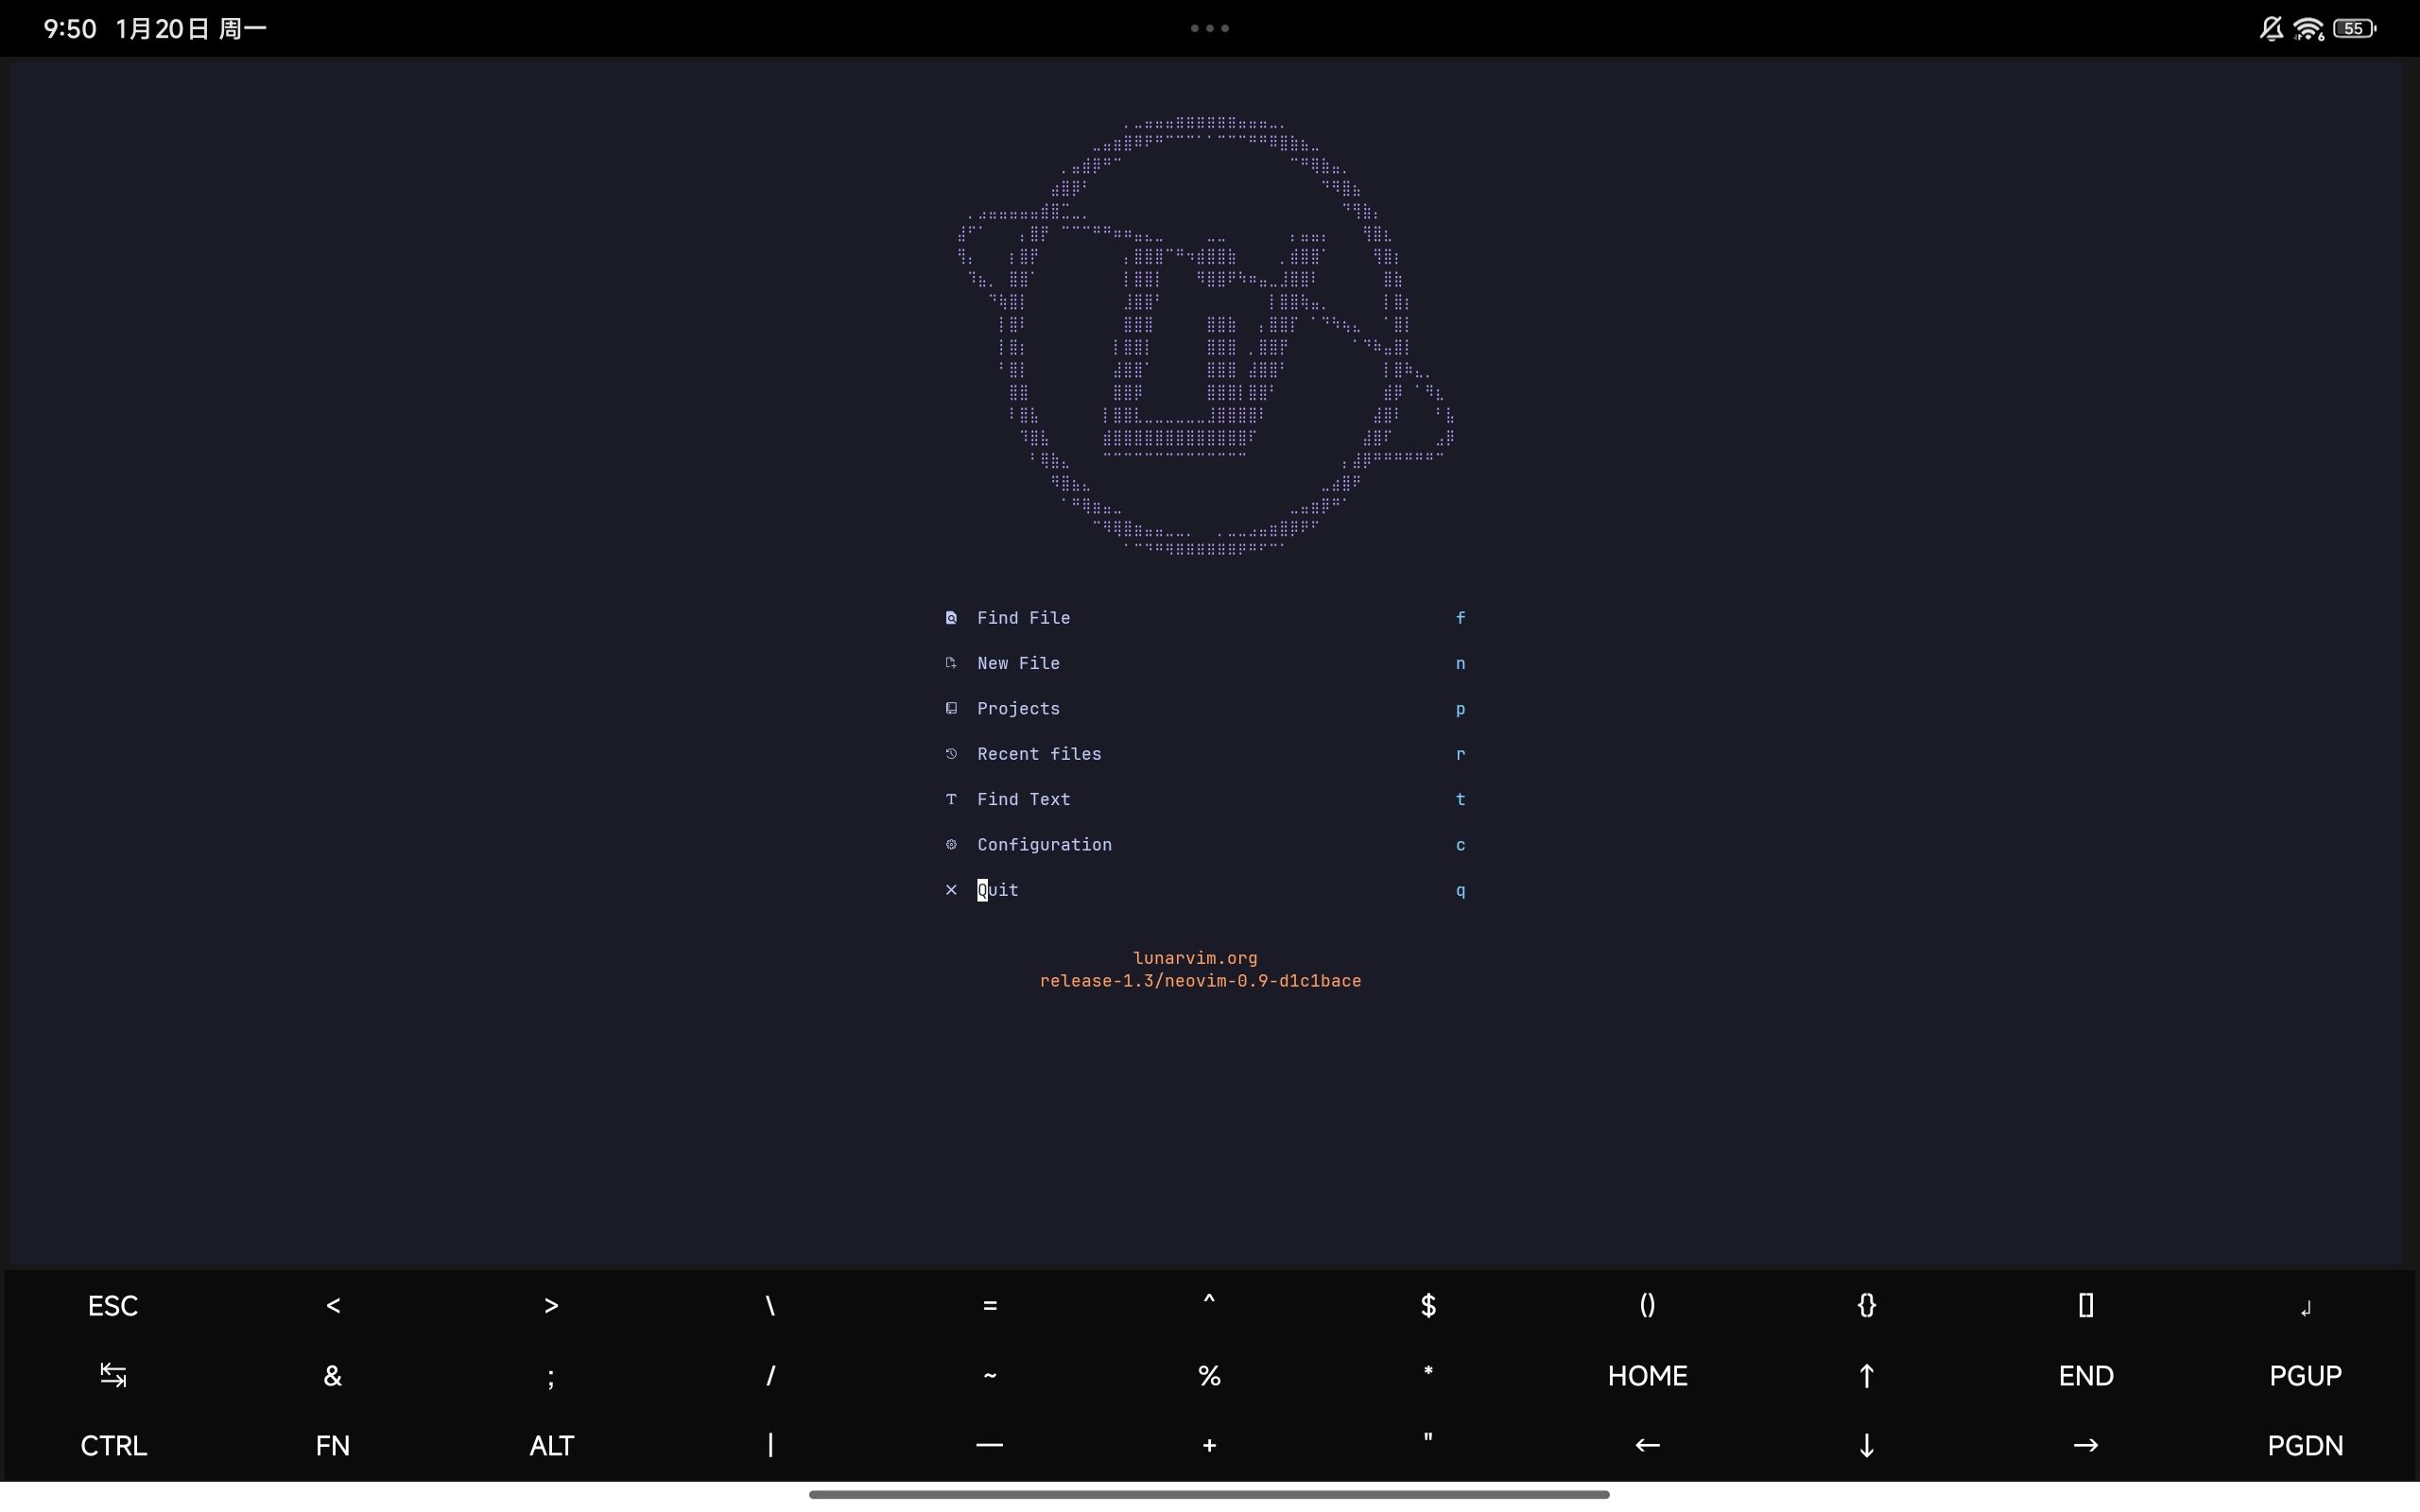 9:50 1月20日 周一
55
Find File f
New File n
Projects p
Recent files r
Find Text t
Configuration c
Quit q
lunarvim.org
release-1.3/neovim-0.9-d1c1bace
ESC < > \ = ^ $ () {} [] ↲
↹ & ; / ~ % * HOME ↑ END PGUP
CTRL FN ALT | — + " ← ↓ → PGDN